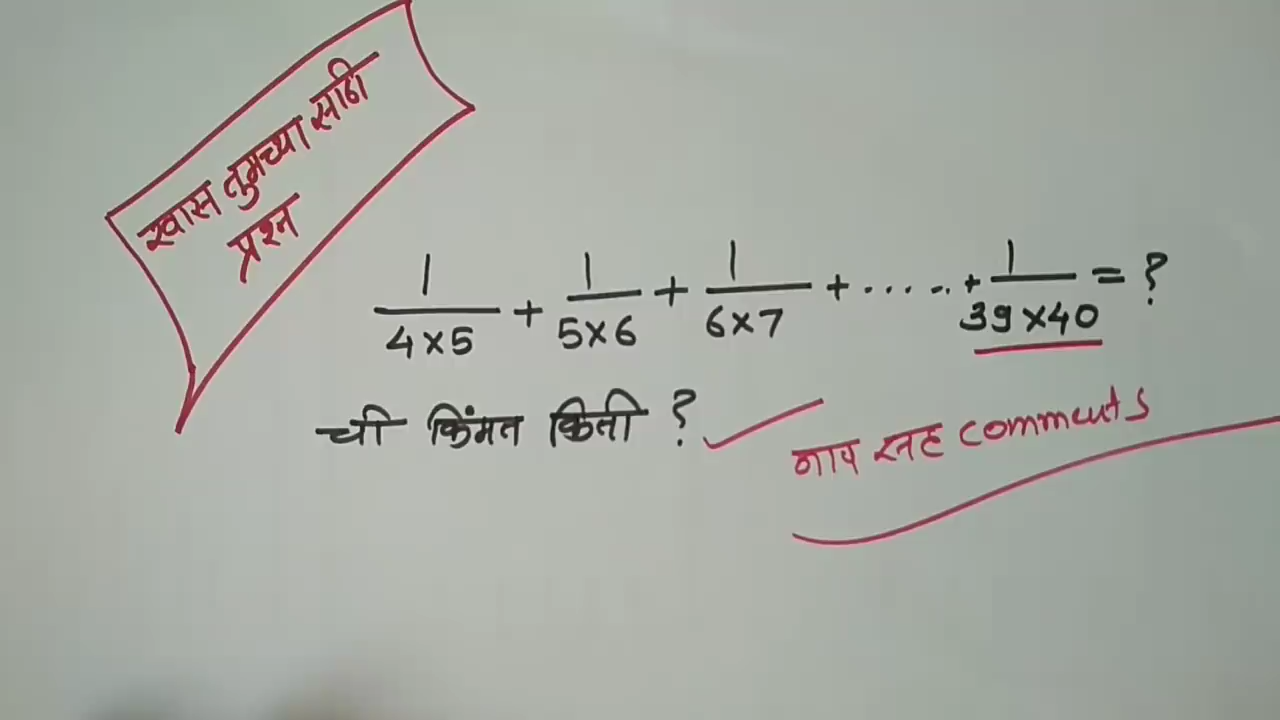 खास तुमच्या साठी
प्रश्न
1/4×5 + 1/5×6 + 1/6×7 + ..... + 1/39×40 = ?
ची किंमत किती ?
नाव सह comments